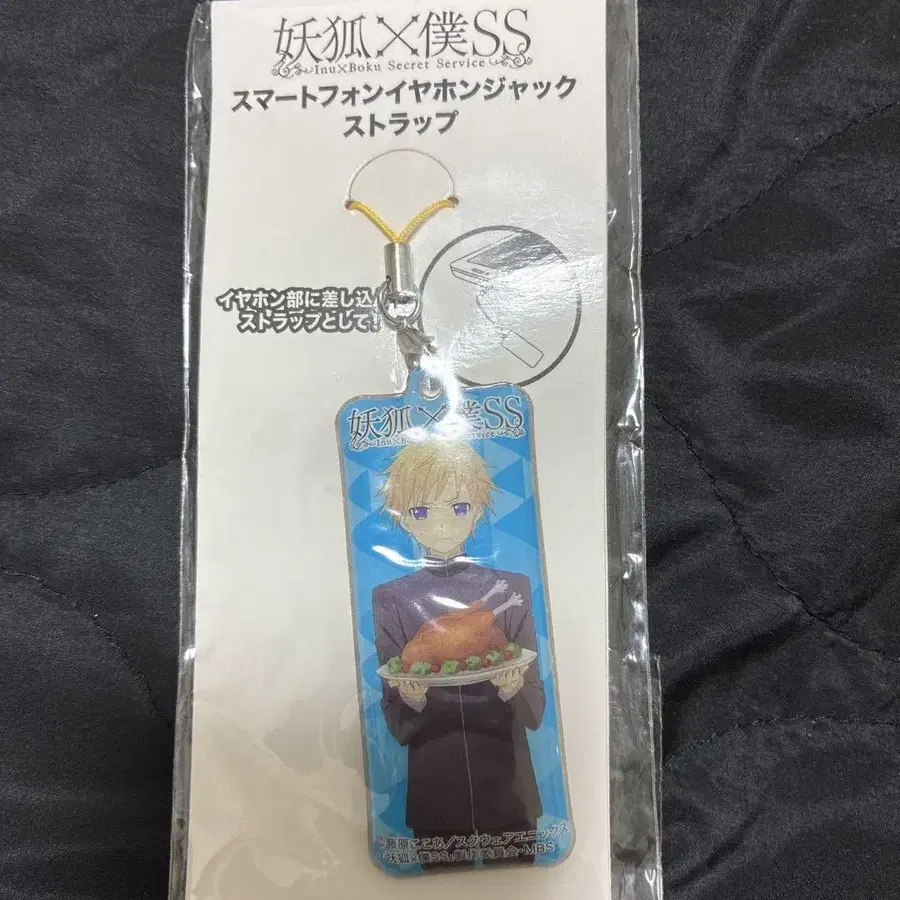 妖狐×僕SS
Inu×Boku Secret Service
スマートフォンイヤホンジャック
ストラップ
イヤホン部に差し込
ストラップとして!
妖狐×僕SS
Inu×B Service
©藤原ここあ/スクウェアエニックス
「妖狐×僕SS」製作委員会・MBS